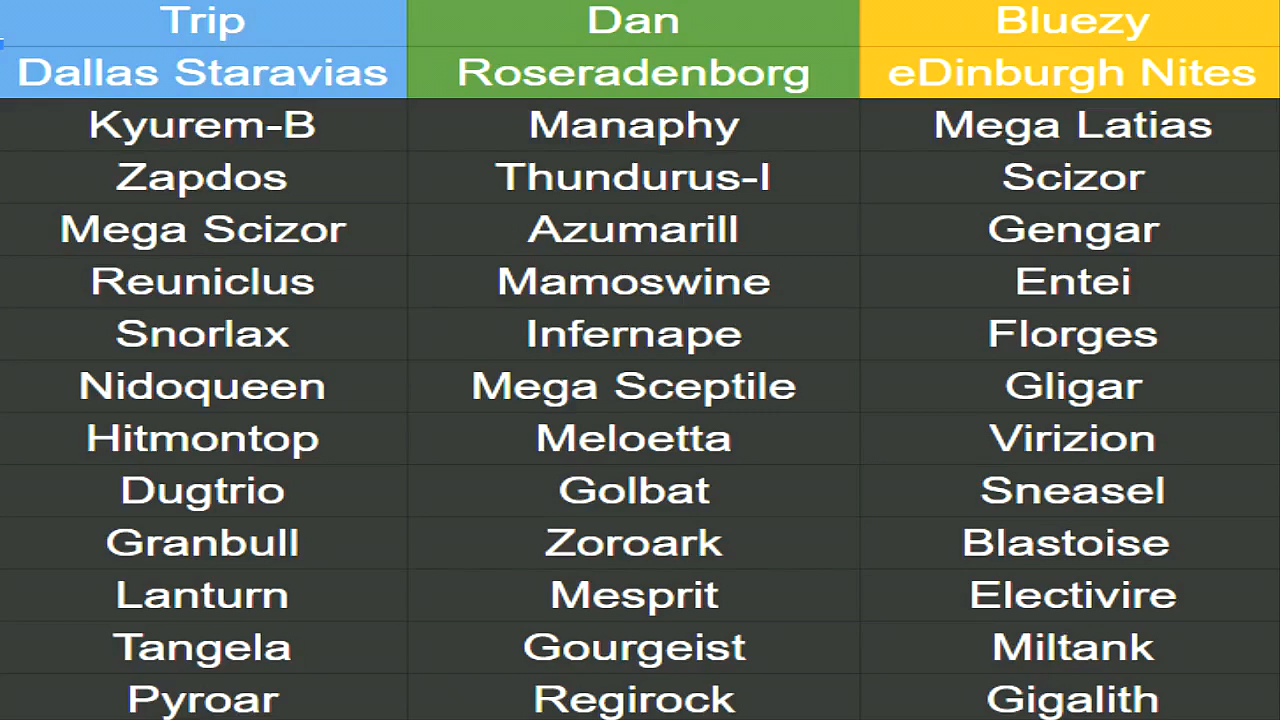 Trip Dan Bluezy
Dallas Staravias Roseradenborg eDinburgh Nites
Kyurem-B Manaphy Mega Latias
Zapdos Thundurus-I Scizor
Mega Scizor Azumarill Gengar
Reuniclus Mamoswine Entei
Snorlax Infernape Florges
Nidoqueen Mega Sceptile Gligar
Hitmontop Meloetta Virizion
Dugtrio Golbat Sneasel
Granbull Zoroark Blastoise
Lanturn Mesprit Electivire
Tangela Gourgeist Miltank
Pyroar Regirock Gigalith